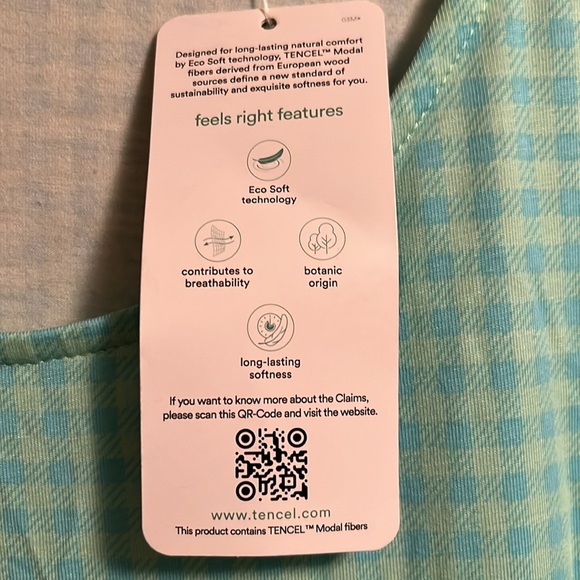 Designed for long-lasting natural comfort
by Eco Soft technology, TENCEL™ Modal
fibers derived from European wood
sources define a new standard of
sustainability and exquisite softness for you.
feels right features
Eco Soft
technology
contributes to
breathability
botanic
origin
long-lasting
softness
If you want to know more about the Claims,
please scan this QR-Code and visit the website.
www.tencel.com
This product contains TENCEL™ Modal fibers